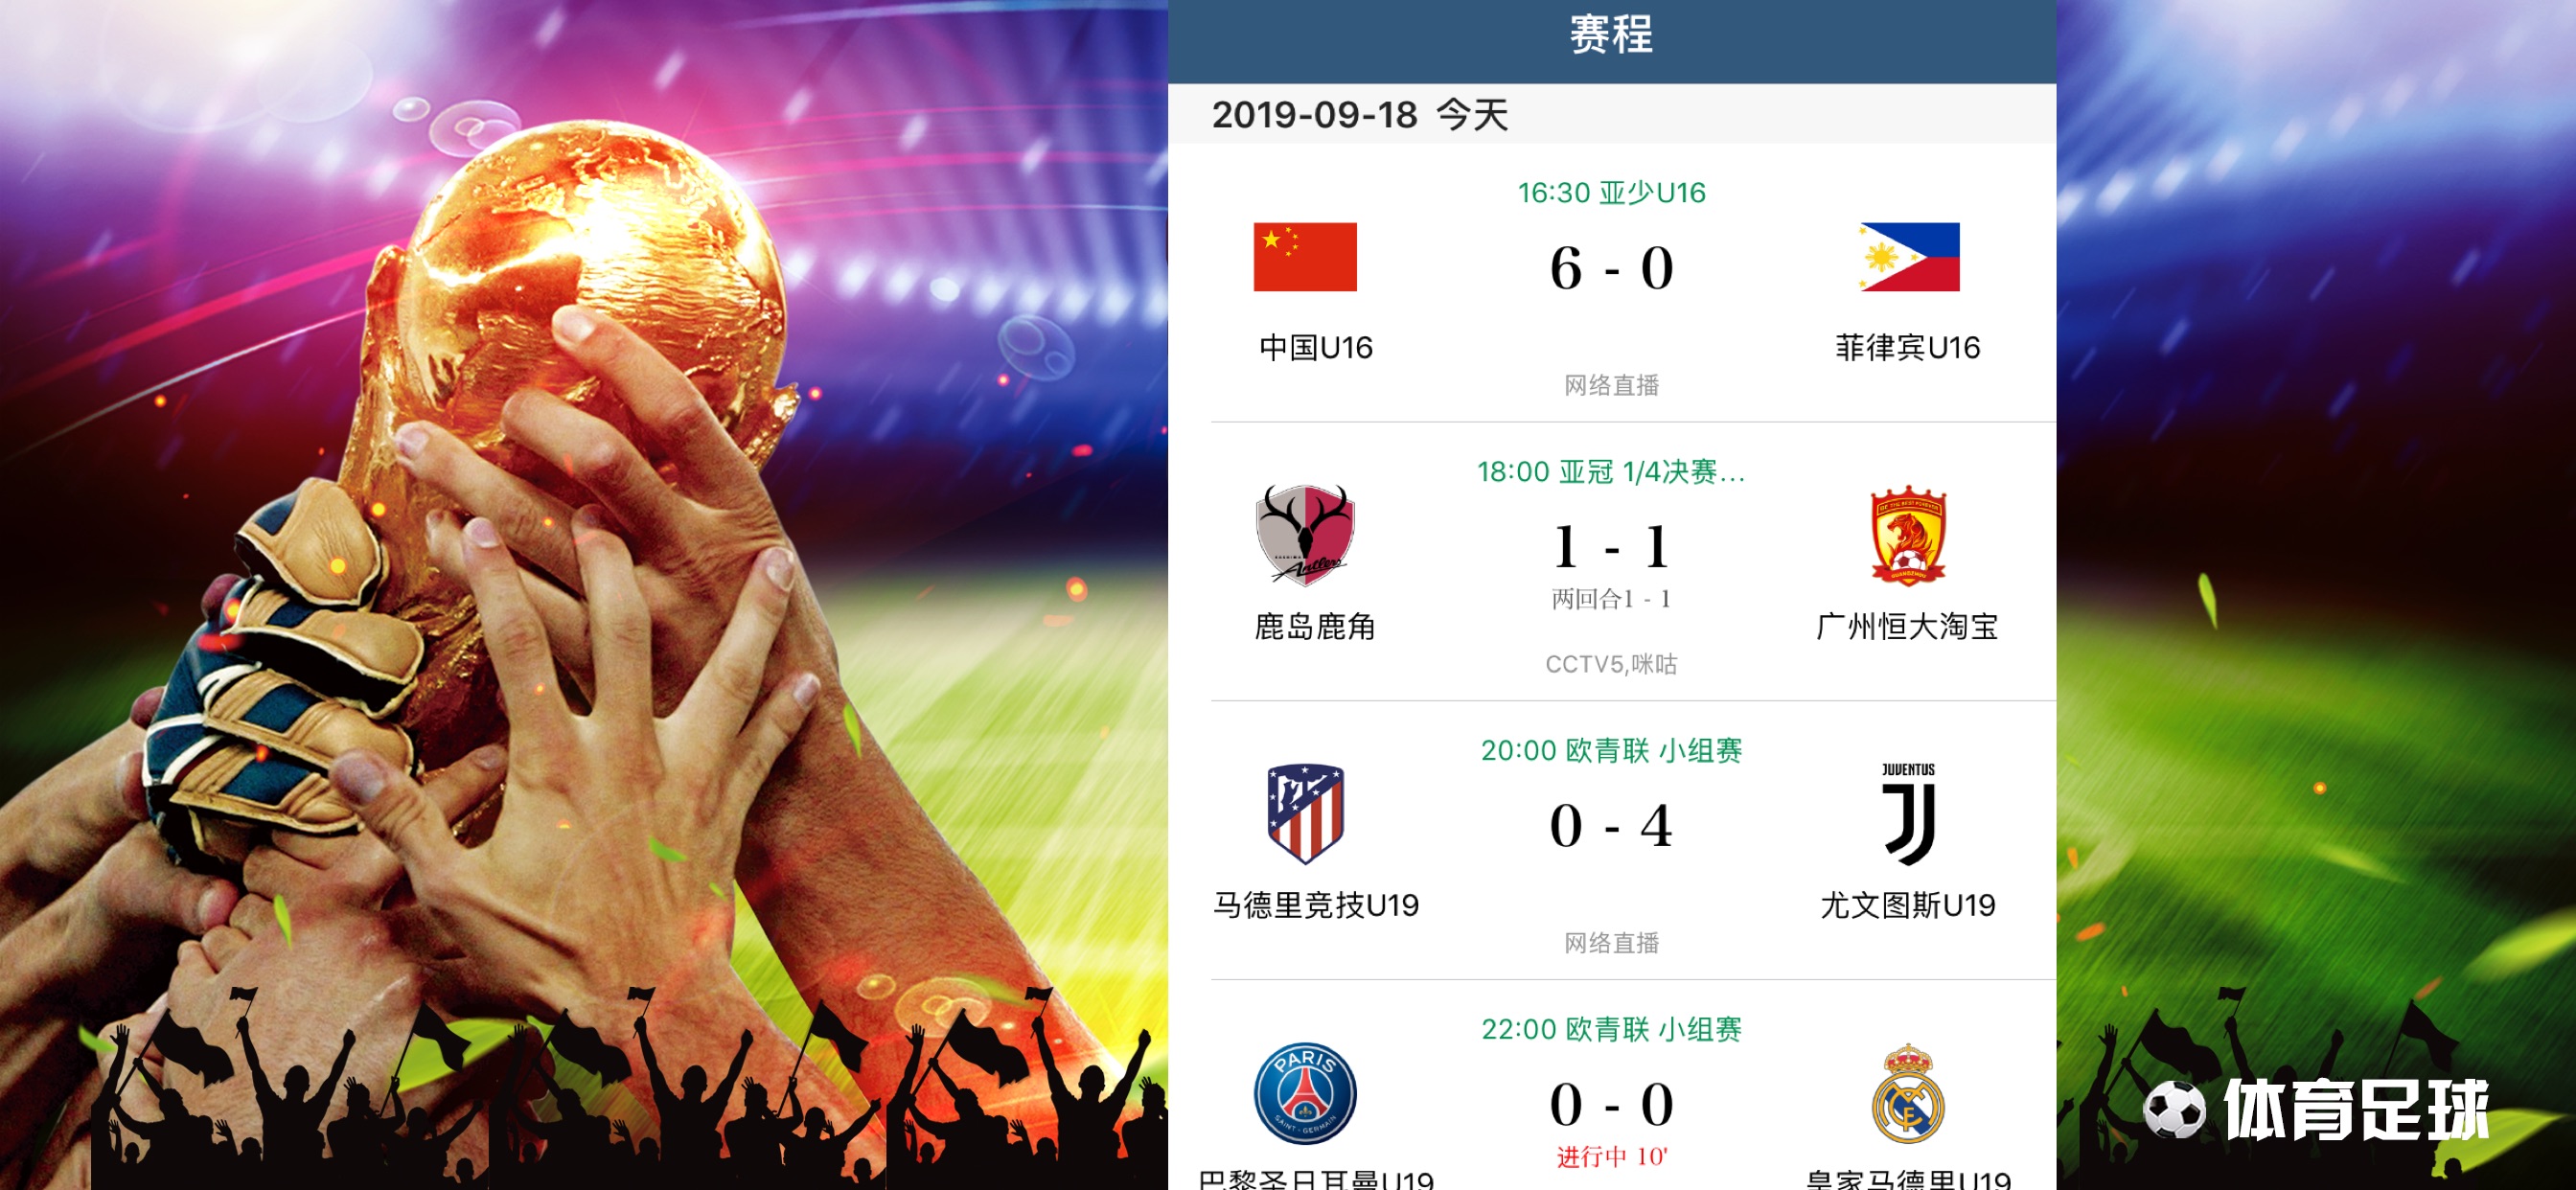 赛程
2019-09-18 今天
16:30 亚少U16
6 - 0
中国U16
菲律宾U16
网络直播
18:00 亚冠 1/4决赛...
1 - 1
两回合1 - 1
鹿岛鹿角
广州恒大淘宝
CCTV5,咪咕
20:00 欧青联 小组赛
JUVENTUS
0 - 4
马德里竞技U19
尤文图斯U19
网络直播
22:00 欧青联 小组赛
PARIS
SAINT-GERMAIN
0 - 0
进行中 10'
巴黎圣日耳曼U19
皇家马德里U19
体育足球